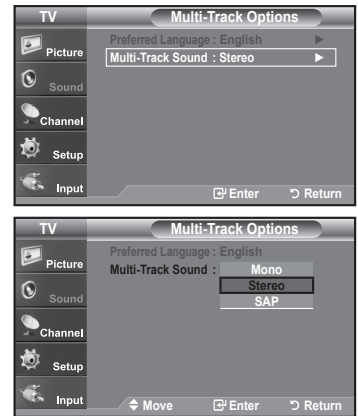 TV Multi-Track Options
Picture
Sound
Channel
Setup
Input
Preferred Language : English ►
Multi-Track Sound : Stereo ►
Enter Return
TV Multi-Track Options
Picture
Sound
Channel
Setup
Input
Preferred Language : English
Multi-Track Sound : Mono
Stereo
SAP
Move Enter Return